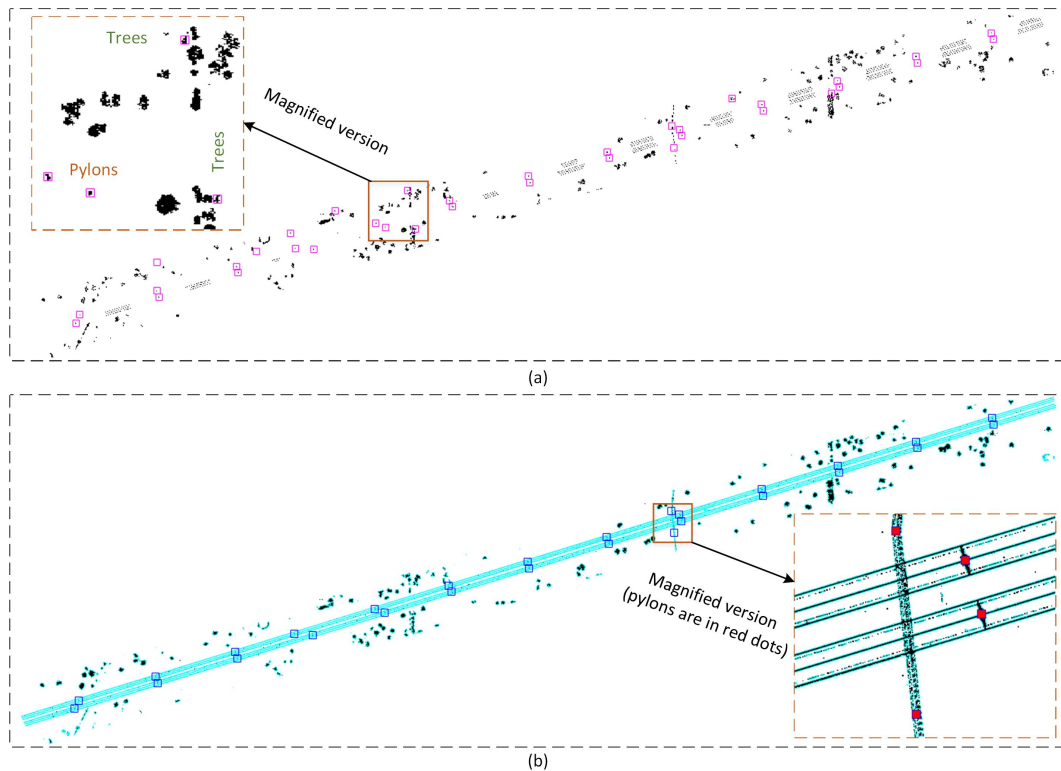 Trees
Magnified version
Pylons
Trees
(a)
Magnified version
(pylons are in red dots)
(b)